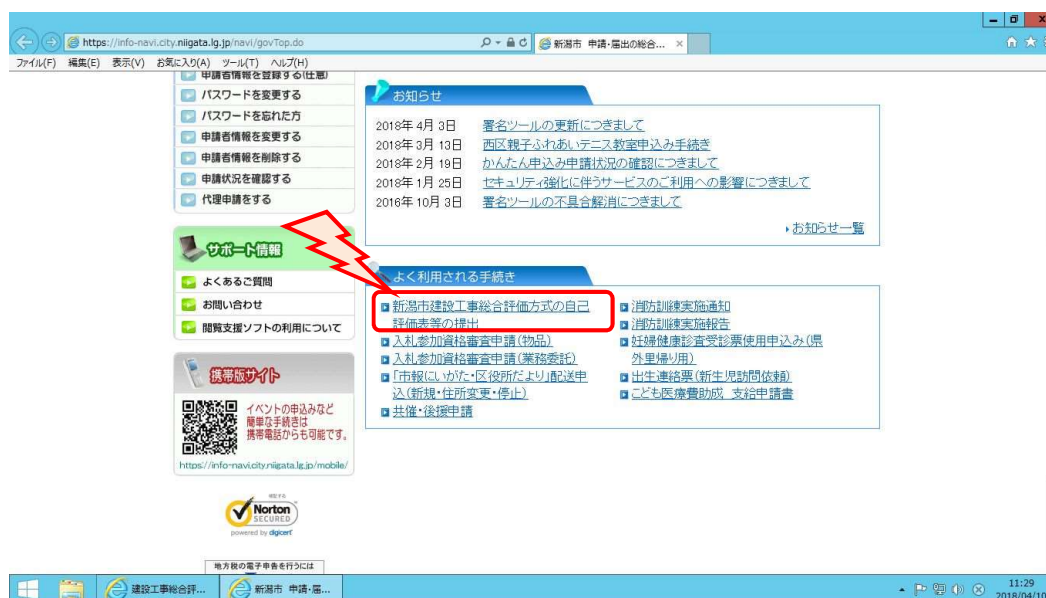 https://info-navi.city.niigata.lg.jp/navi/govTop.do
新潟市 申請・届出の総合...
ファイル(F) 編集(E) 表示(V) お気に入り(A) ツール(T) ヘルプ(H)
申請者情報を登録する(任意)
パスワードを変更する
パスワードを忘れた方
申請者情報を変更する
申請者情報を削除する
申請状況を確認する
代理申請をする
サポート情報
よくあるご質問
お問い合わせ
閲覧支援ソフトの利用について
携帯版サイト
イベントの申込みなど
簡単な手続きは
携帯電話からも可能です。
https://info-navi.city.niigata.lg.jp/mobile/
Norton
SECURED
powered by digicert
地方税の電子申告を行うには
お知らせ
2018年 4月 3日 署名ツールの更新につきまして
2018年 3月 13日 西区親子ふれあいテニス教室申込み手続き
2018年 2月 19日 かんたん申込み申請状況の確認につきまして
2018年 1月 25日 セキュリティ強化に伴うサービスのご利用への影響につきまして
2016年 10月 3日 署名ツールの不具合解消につきまして
お知らせ一覧
よく利用される手続き
新潟市建設工事総合評価方式の自己
評価表等の提出
入札参加資格審査申請(物品)
入札参加資格審査申請(業務委託)
「市報にいがた・区役所だより」配送申
込(新規・住所変更・停止)
共催・後援申請
消防訓練実施通知
消防訓練実施報告
妊婦健康診査受診票使用申込み(県
外里帰り用)
出生連絡票(新生児訪問依頼)
こども医療費助成 支給申請書
建設工事総合評...
新潟市 申請・届...
11:29
2018/04/10